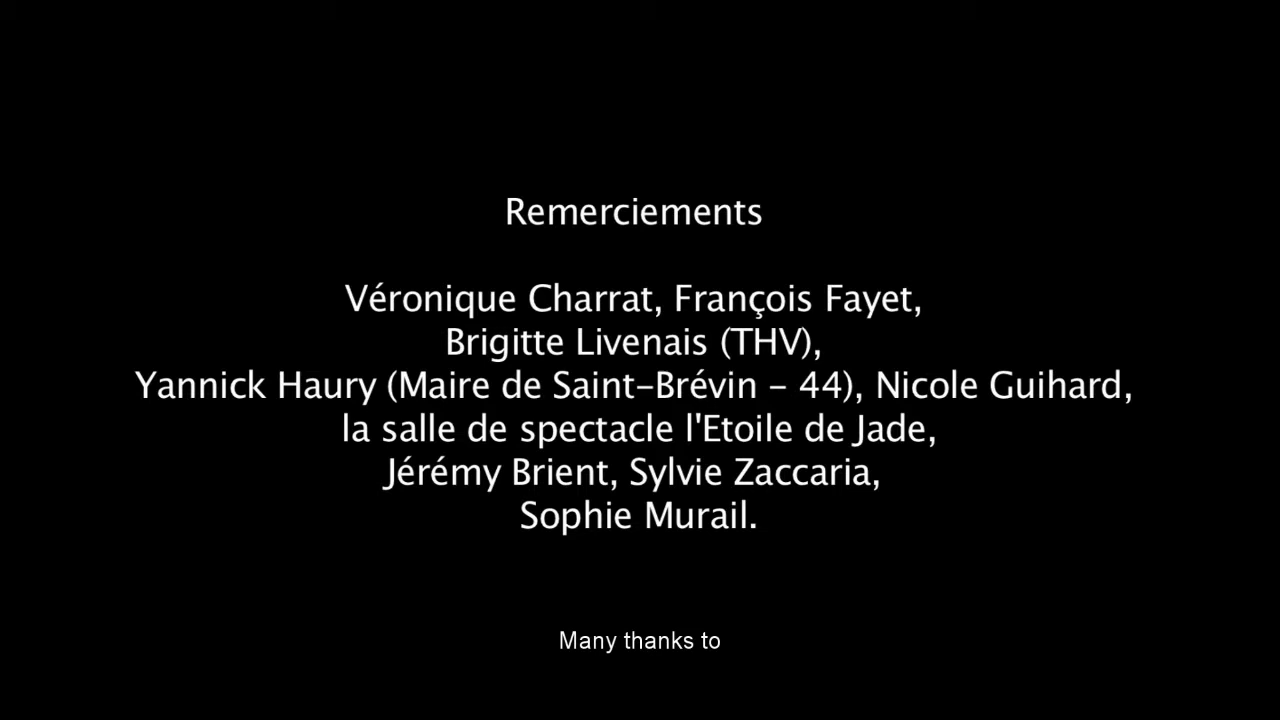 Remerciements
Véronique Charrat, François Fayet,
Brigitte Livenais (THV),
Yannick Haury (Maire de Saint-Brévin - 44), Nicole Guihard,
la salle de spectacle l'Etoile de Jade,
Jérémy Brient, Sylvie Zaccaria,
Sophie Murail.
Many thanks to